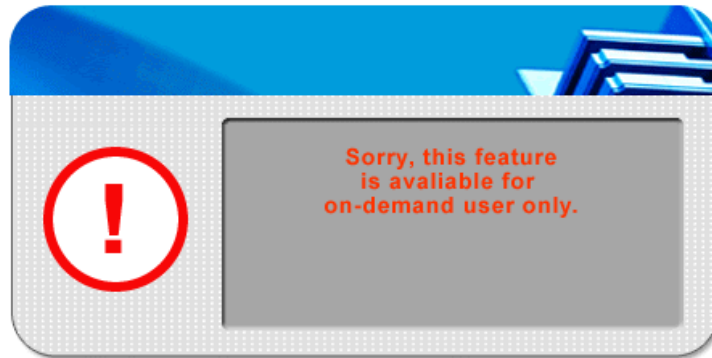 Sorry, this feature
is avaliable for
on-demand user only.